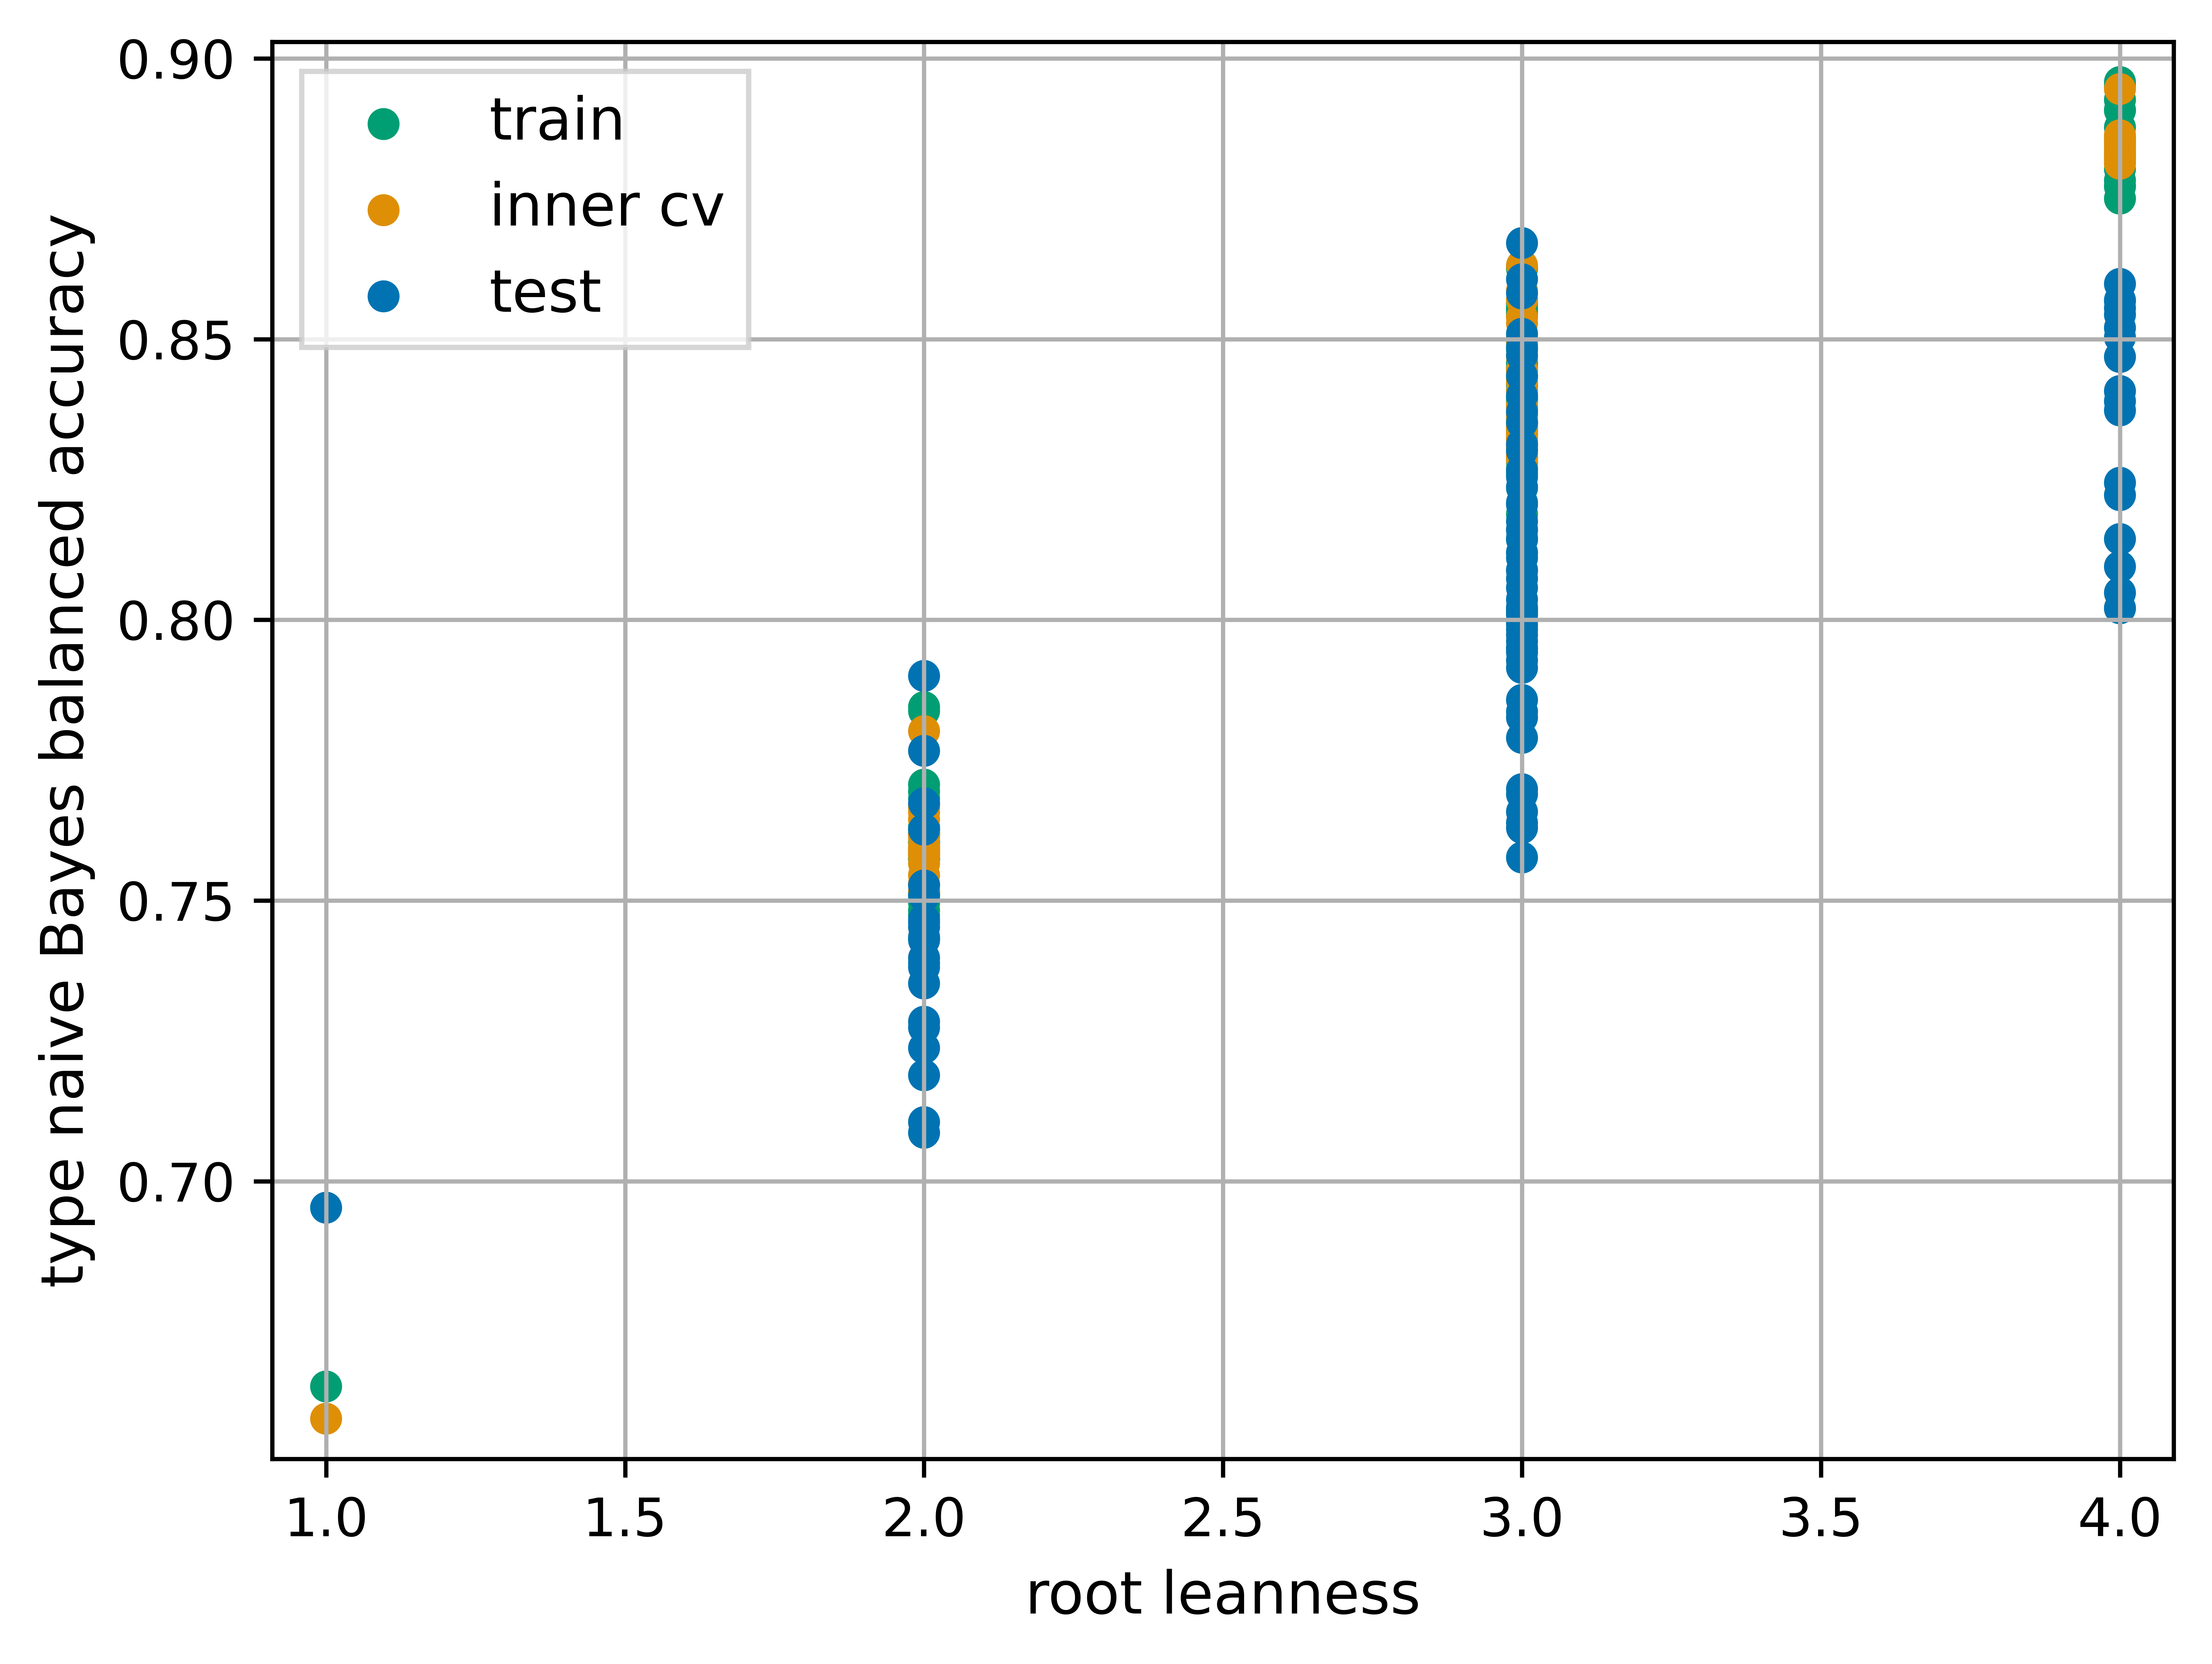 0.90
0.85
0.80
0.75
0.70
type naive Bayes balanced accuracy
train
inner cv
test
1.0 1.5 2.0 2.5 3.0 3.5 4.0
root leanness